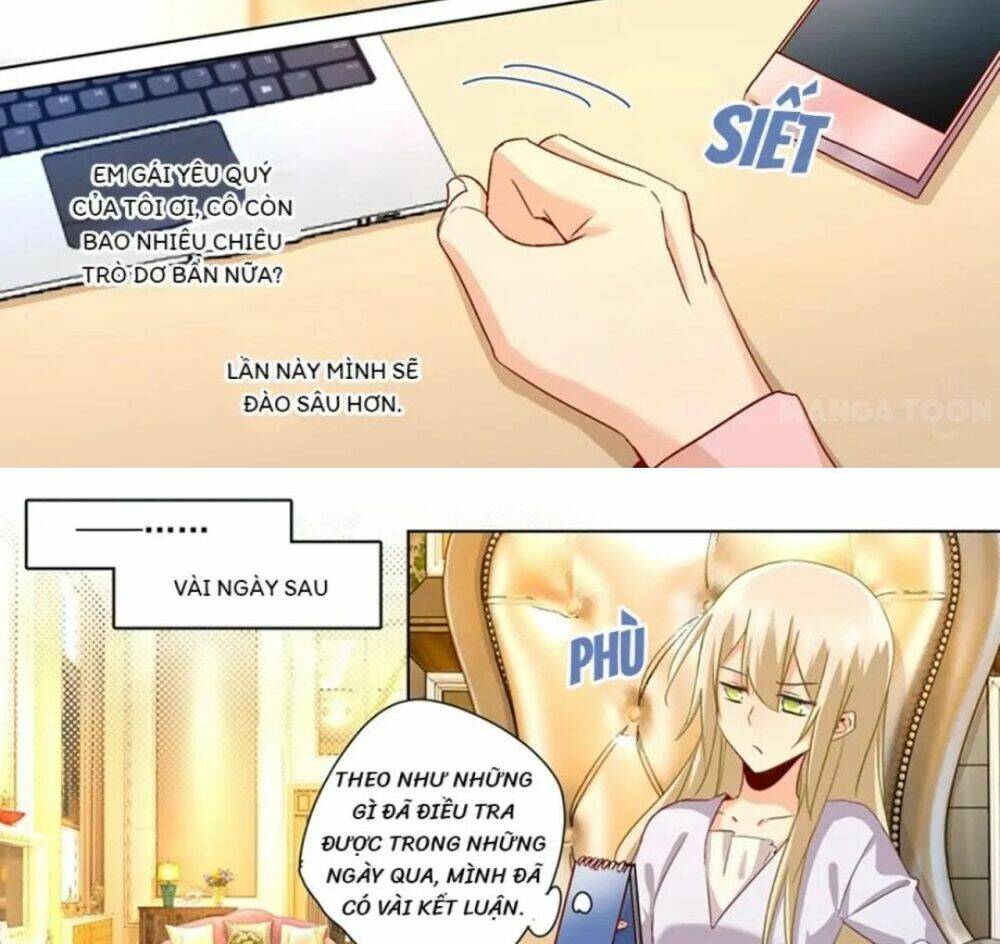 SIẾT
EM GÁI YÊU QUÝ
CỦA TÔI ƠI, CÔ CÒN
BAO NHIÊU CHIÊU
TRÒ DƠ BẨN NỮA?
LẦN NÀY MÌNH SẼ
ĐÀO SÂU HƠN.
MANGA TOON
——......
VÀI NGÀY SAU
PHÙ
THEO NHƯ NHỮNG
GÌ ĐÃ ĐIỀU TRA
ĐƯỢC TRONG NHỮNG
NGÀY QUA, MÌNH ĐÃ
CÓ VÀI KẾT LUẬN.